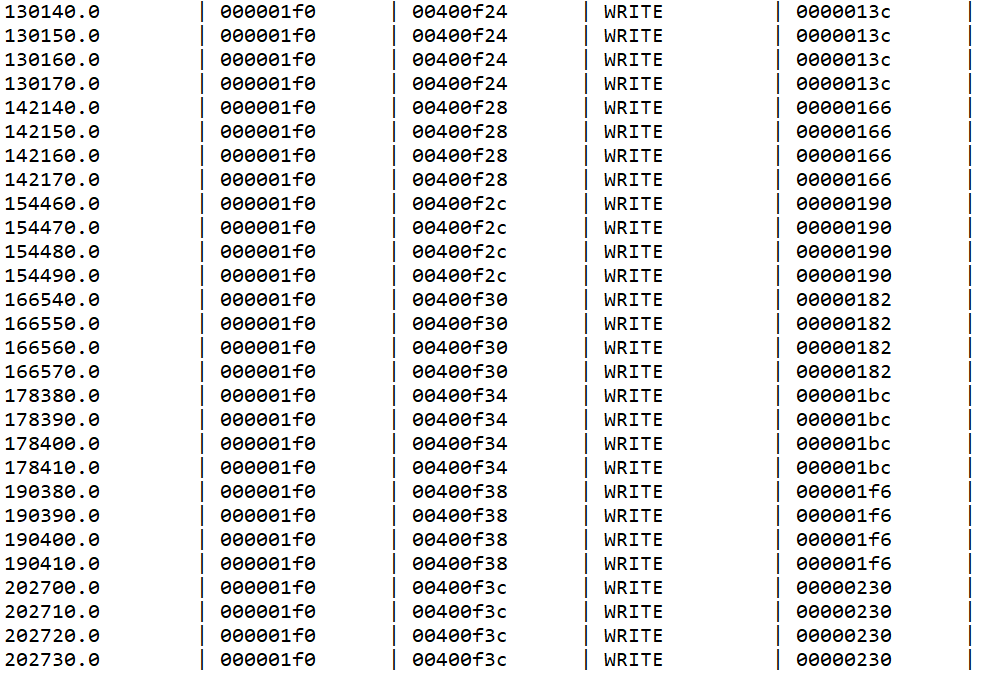 130140.0 | 000001f0 | 00400f24 | WRITE | 0000013c |
130150.0 | 000001f0 | 00400f24 | WRITE | 0000013c |
130160.0 | 000001f0 | 00400f24 | WRITE | 0000013c |
130170.0 | 000001f0 | 00400f24 | WRITE | 0000013c |
142140.0 | 000001f0 | 00400f28 | WRITE | 00000166 |
142150.0 | 000001f0 | 00400f28 | WRITE | 00000166 |
142160.0 | 000001f0 | 00400f28 | WRITE | 00000166 |
142170.0 | 000001f0 | 00400f28 | WRITE | 00000166 |
154460.0 | 000001f0 | 00400f2c | WRITE | 00000190 |
154470.0 | 000001f0 | 00400f2c | WRITE | 00000190 |
154480.0 | 000001f0 | 00400f2c | WRITE | 00000190 |
154490.0 | 000001f0 | 00400f2c | WRITE | 00000190 |
166540.0 | 000001f0 | 00400f30 | WRITE | 00000182 |
166550.0 | 000001f0 | 00400f30 | WRITE | 00000182 |
166560.0 | 000001f0 | 00400f30 | WRITE | 00000182 |
166570.0 | 000001f0 | 00400f30 | WRITE | 00000182 |
178380.0 | 000001f0 | 00400f34 | WRITE | 000001bc |
178390.0 | 000001f0 | 00400f34 | WRITE | 000001bc |
178400.0 | 000001f0 | 00400f34 | WRITE | 000001bc |
178410.0 | 000001f0 | 00400f34 | WRITE | 000001bc |
190380.0 | 000001f0 | 00400f38 | WRITE | 000001f6 |
190390.0 | 000001f0 | 00400f38 | WRITE | 000001f6 |
190400.0 | 000001f0 | 00400f38 | WRITE | 000001f6 |
190410.0 | 000001f0 | 00400f38 | WRITE | 000001f6 |
202700.0 | 000001f0 | 00400f3c | WRITE | 00000230 |
202710.0 | 000001f0 | 00400f3c | WRITE | 00000230 |
202720.0 | 000001f0 | 00400f3c | WRITE | 00000230 |
202730.0 | 000001f0 | 00400f3c | WRITE | 00000230 |